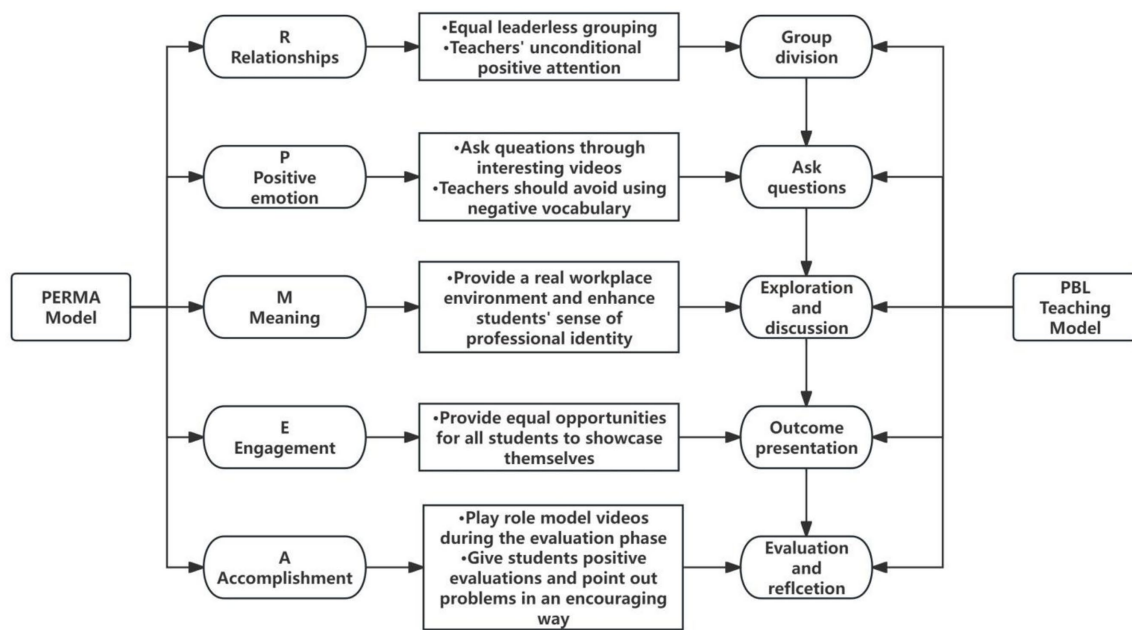 R
Relationships
•Equal leaderless grouping
•Teachers' unconditional
positive attention
Group
division
P
Positive
emotion
•Ask queations through
interesting videos
•Teachers should avoid using
negative vocabulary
Ask
questions
PERMA
Model
M
Meaning
•Provide a real workplace
environment and enhance
students' sense of
professional identity
Exploration
and
discussion
PBL
Teaching
Model
E
Engagement
•Provide equal opportunities
for all students to showcase
themselves
Outcome
presentation
A
Accomplishment
•Play role model videos
during the evaluation phase
•Give students positive
evaluations and point out
problems in an encouraging
way
Evaluation
and
reflcetion